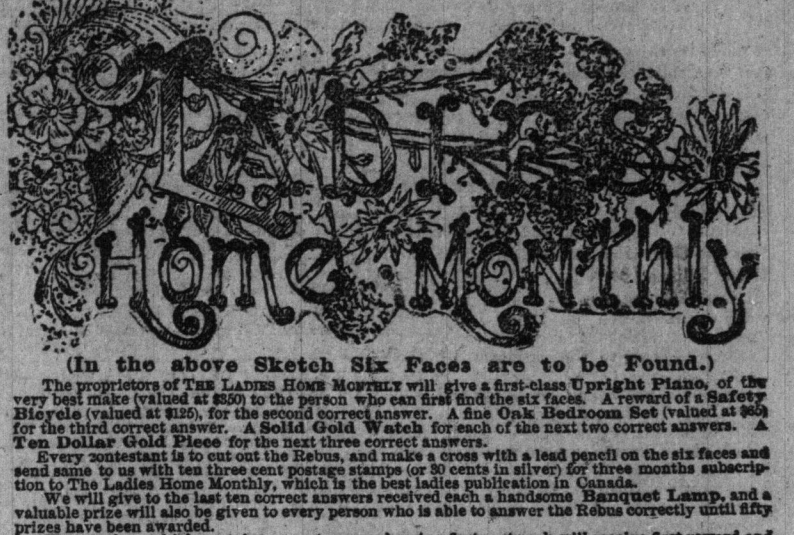 LADIES
Home Monthly
(In the above Sketch Six Faces are to be Found.)
The proprietors of THE LADIES HOME MONTHLY will give a first-class Upright Piano, of the
very best make (valued at $350) to the person who can first find the six faces. A reward of a Safety
Bicycle (valued at $125), for the second correct answer. A fine Oak Bedroom Set (valued at $65)
for the third correct answer. A Solid Gold Watch for each of the next two correct answers. A
Ten Dollar Gold Piece for the next three correct answers.
Every contestant is to cut out the Rebus, and make a cross with a lead pencil on the six faces and
send same to us with ten three cent postage stamps (or 30 cents in silver) for three months subscrip-
tion to The Ladies Home Monthly, which is the best ladies publication in Canada.
We will give to the last ten correct answers received each a handsome Banquet Lamp, and a
valuable prize will also be given to every person who is able to answer the Rebus correctly until fifty
prizes have been awarded.